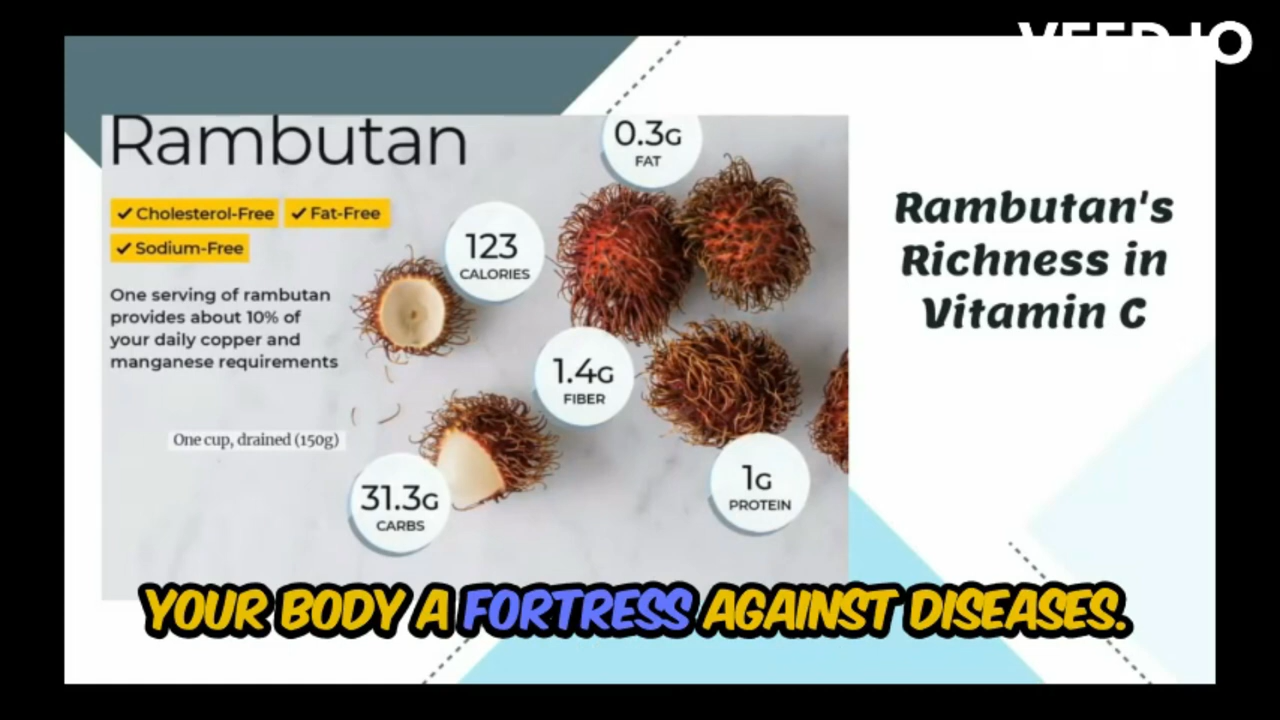 VEED.IO
Rambutan
✓ Cholesterol-Free ✓ Fat-Free
✓ Sodium-Free
One serving of rambutan
provides about 10% of
your daily copper and
manganese requirements
One cup, drained (150g)
0.3G
FAT
123
CALORIES
1.4G
FIBER
31.3G
CARBS
1G
PROTEIN
Rambutan's
Richness in
Vitamin C
YOUR BODY A FORTRESS AGAINST DISEASES.